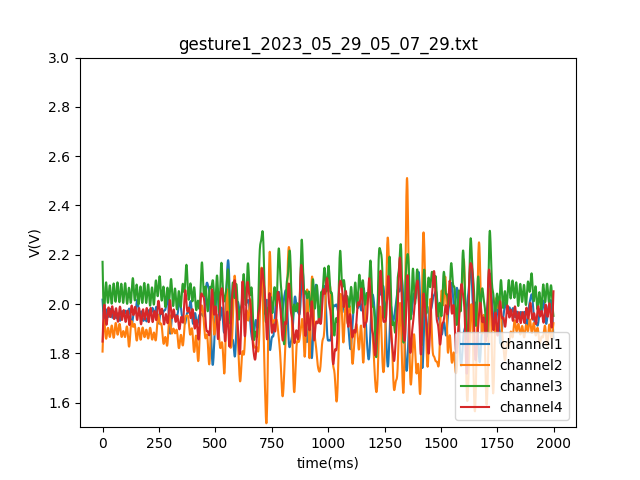 gesture1_2023_05_29_05_07_29.txt
3.0
2.8
2.6
2.4
2.2
2.0
1.8
1.6
V(V)
channel1
channel2
channel3
channel4
0 250 500 750 1000 1250 1500 1750 2000
time(ms)